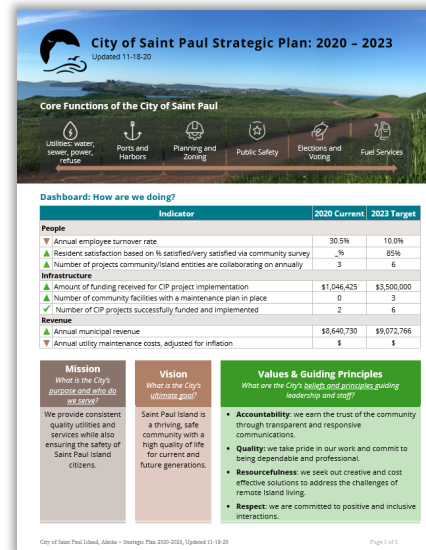 City of Saint Paul Strategic Plan: 2020 – 2023
Updated 11-18-20
Core Functions of the City of Saint Paul
Utilities: water, sewer, power, refuse
Ports and Harbors
Planning and Zoning
Public Safety
Elections and Voting
Fuel Services
Dashboard: How are we doing?
Indicator 2020 Current 2023 Target
People
Annual employee turnover rate 30.5% 10.0%
Resident satisfaction based on % satisfied/very satisfied via community survey _% 85%
Number of projects community/island entities are collaborating on annually 3 6
Infrastructure
Amount of funding received for CIP project implementation $1,046,425 $3,500,000
Number of community facilities with a maintenance plan in place 0 3
Number of CIP projects successfully funded and implemented 2 6
Revenue
Annual municipal revenue $8,640,730 $9,072,766
Annual utility maintenance costs, adjusted for inflation $ $
Mission
What is the City's
purpose and who do
we serve?
We provide consistent
quality utilities and
services while also
ensuring the safety of
Saint Paul Island
citizens.
Vision
What is the City's
ultimate goal?
Saint Paul Island is
a thriving, safe
community with a
high quality of life
for current and
future generations.
Values & Guiding Principles
What are the City's beliefs and principles guiding
leadership and staff?
• Accountability: we earn the trust of the community
through transparent and responsive
communications.
• Quality: we take pride in our work and commit to
being dependable and professional.
• Resourcefulness: we seek out creative and cost
effective solutions to address the challenges of
remote island living.
• Respect: we are committed to positive and inclusive
interactions.
City of Saint Paul Island, Alaska – Strategic Plan 2020-2023, Updated 11-18-20
Page 1 of 2